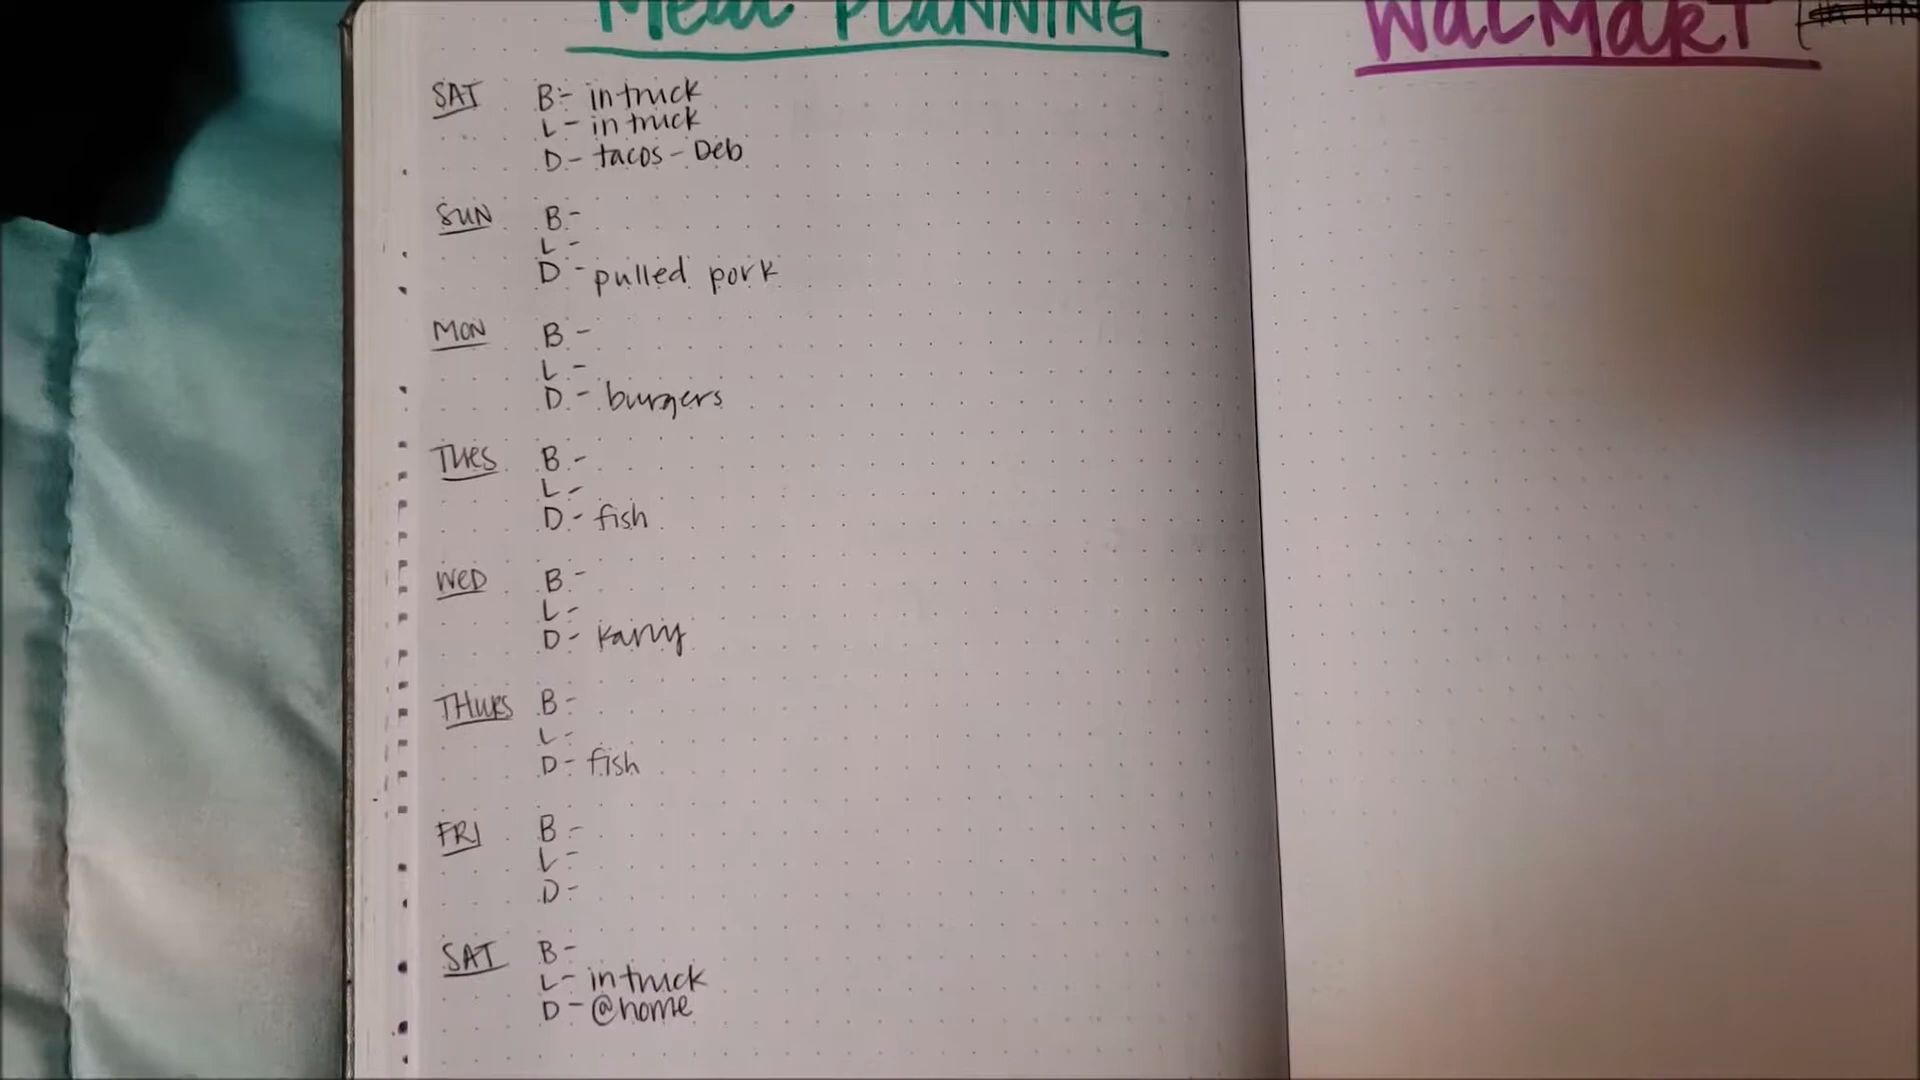 Meal PLANNING
SAT B- in truck
L- in truck
D- tacos - Deb
SUN B-
L-
D- pulled pork
MON B-
L-
D- burgers
TUES B-
L-
D- fish
WED B-
L-
D- Karry
THURS B-
L-
D- fish
FRI B-
L-
D-
SAT B-
L- in truck
D- @home
WALMART